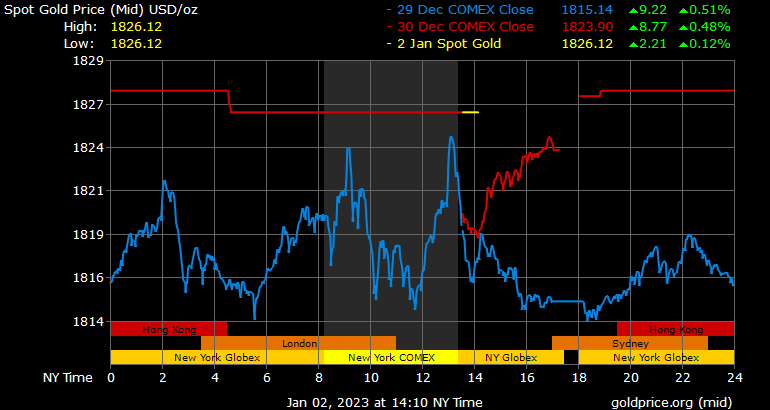 Spot Gold Price (Mid) USD/oz - 29 Dec COMEX Close 1815.14 ▲9.22 ▲0.51%
High: 1826.12 - 30 Dec COMEX Close 1823.90 ▲8.77 ▲0.48%
Low: 1826.12 - 2 Jan Spot Gold 1826.12 ▲2.21 ▲0.12%
1829
1827
1824
1821
1819
1816
1814
Hong Kong Hong Kong
London Sydney
New York Globex New York COMEX NY Globex New York Globex
NY Time 0 2 4 6 8 10 12 14 16 18 20 22 24
Jan 02, 2023 at 14:10 NY Time goldprice.org (mid)